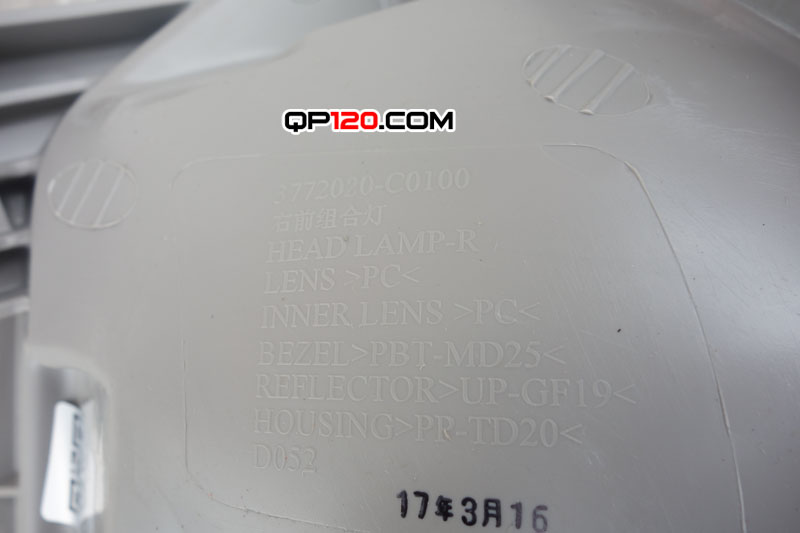 QP120.COM
3772020-C0100
右前组合灯
HEAD LAMP-R
LENS >PC<
INNER LENS >PC<
BEZEL>PBT-MD25<
REFLECTOR>UP-GF19<
HOUSING>PR-TD20<
D052
17年3月16